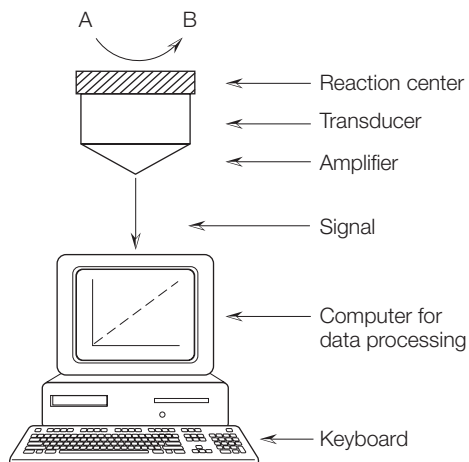 A B
Reaction center
Transducer
Amplifier
Signal
Computer for
data processing
Keyboard